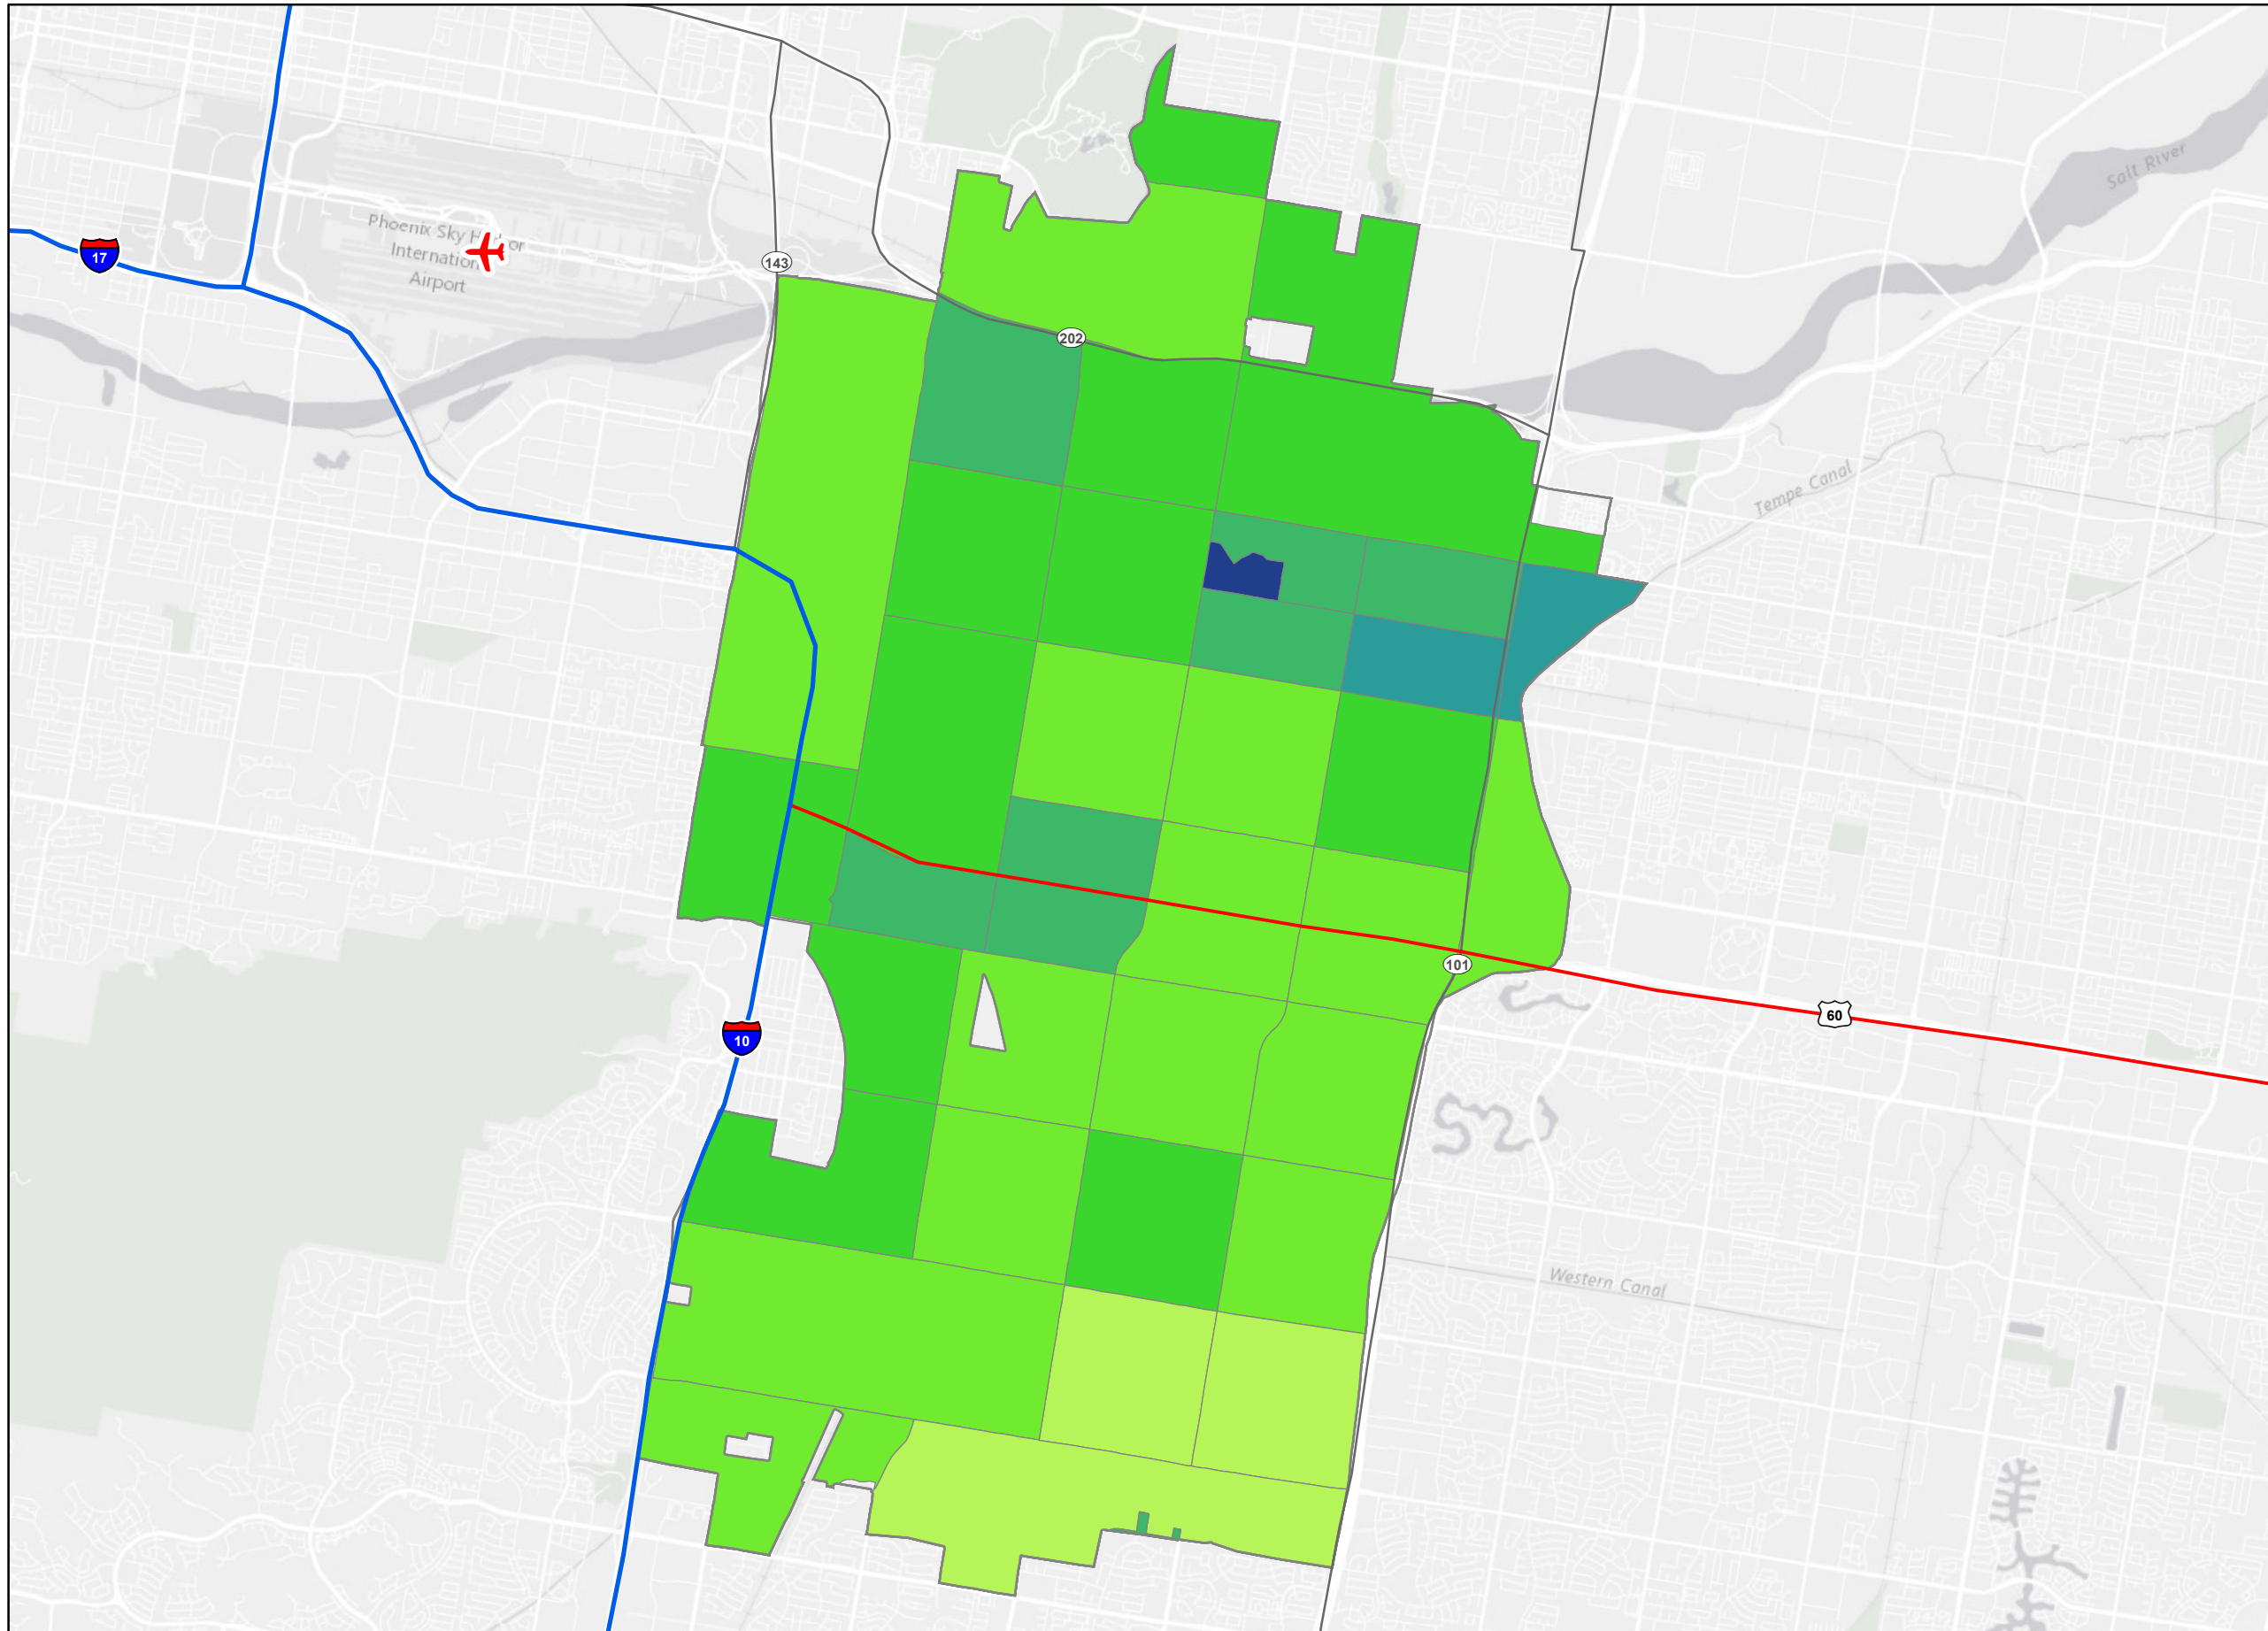 Salt River
Phoenix Sky Harbor
International
Airport
17
143
202
Tempe Canal
101
60
10
Western Canal